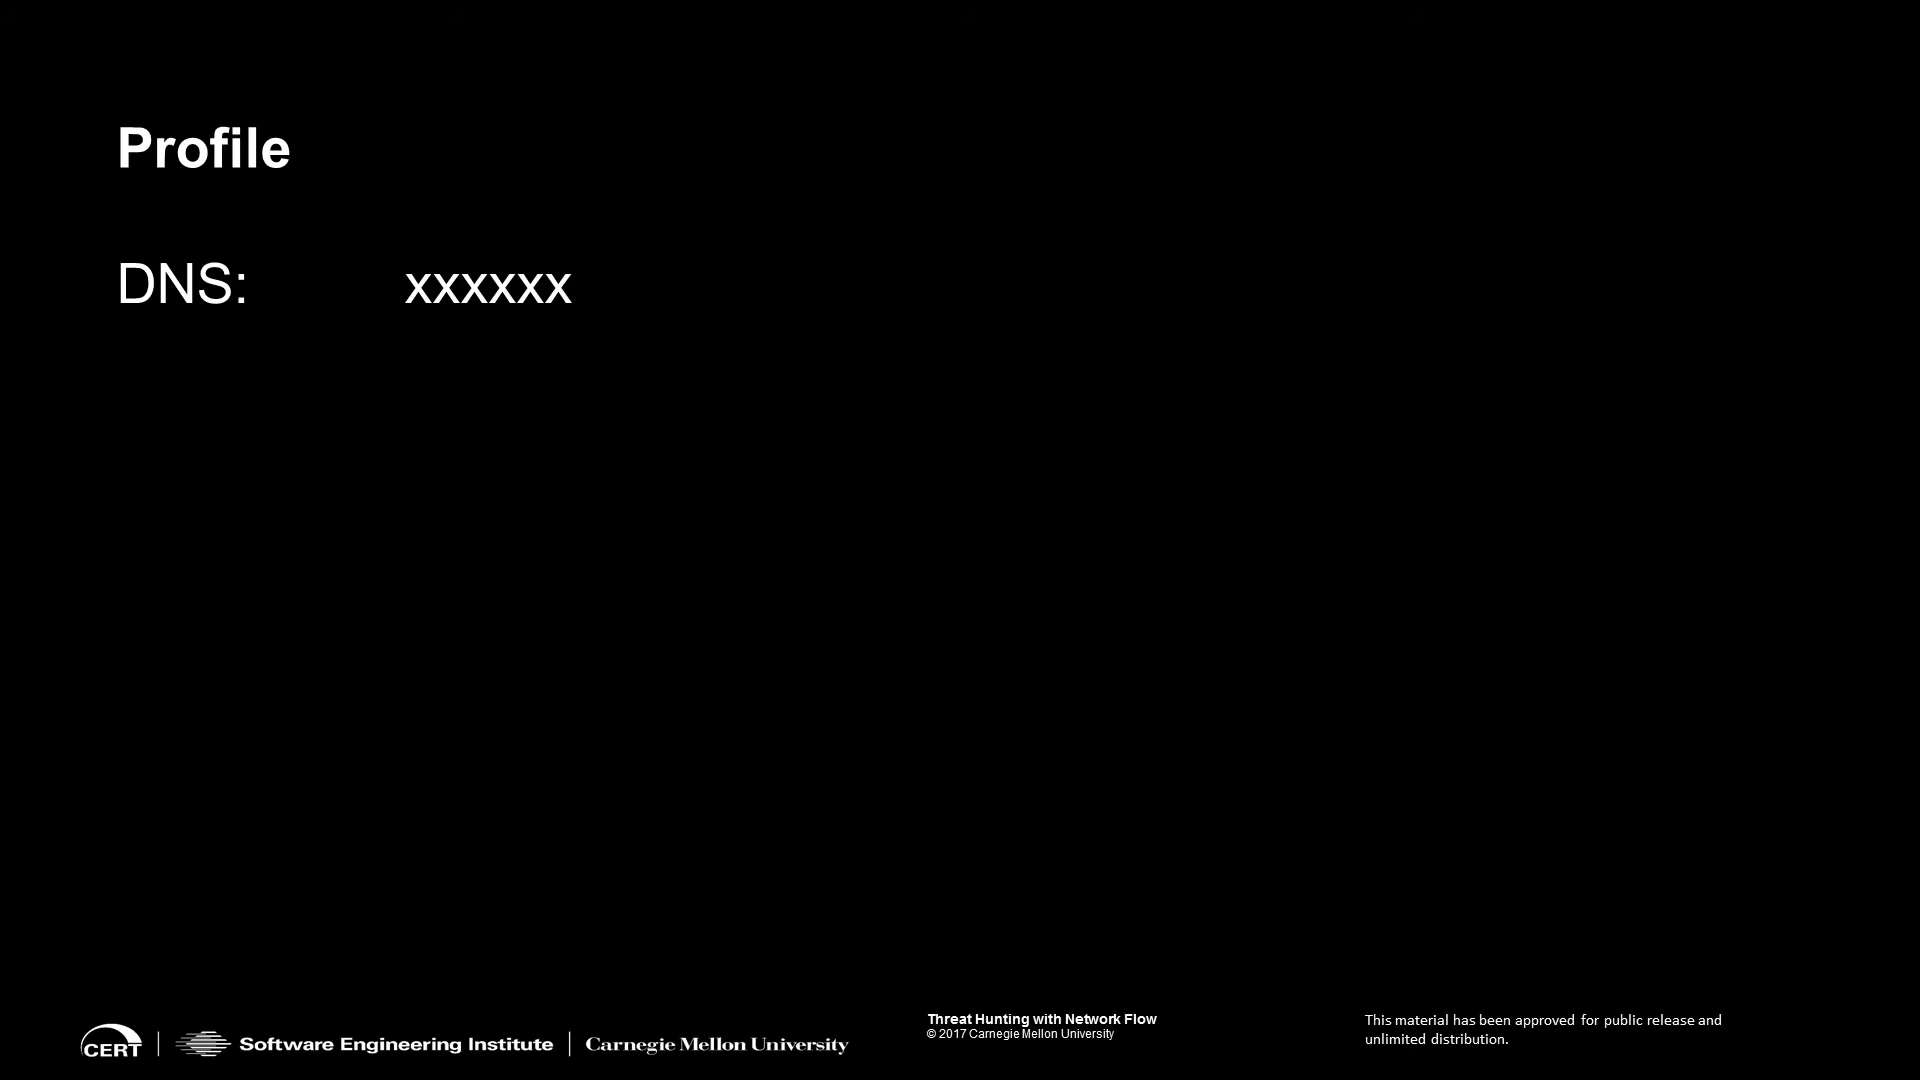 Profile
DNS: xxxxxx
CERT | Software Engineering Institute | Carnegie Mellon University
Threat Hunting with Network Flow
© 2017 Carnegie Mellon University
This material has been approved for public release and
unlimited distribution.